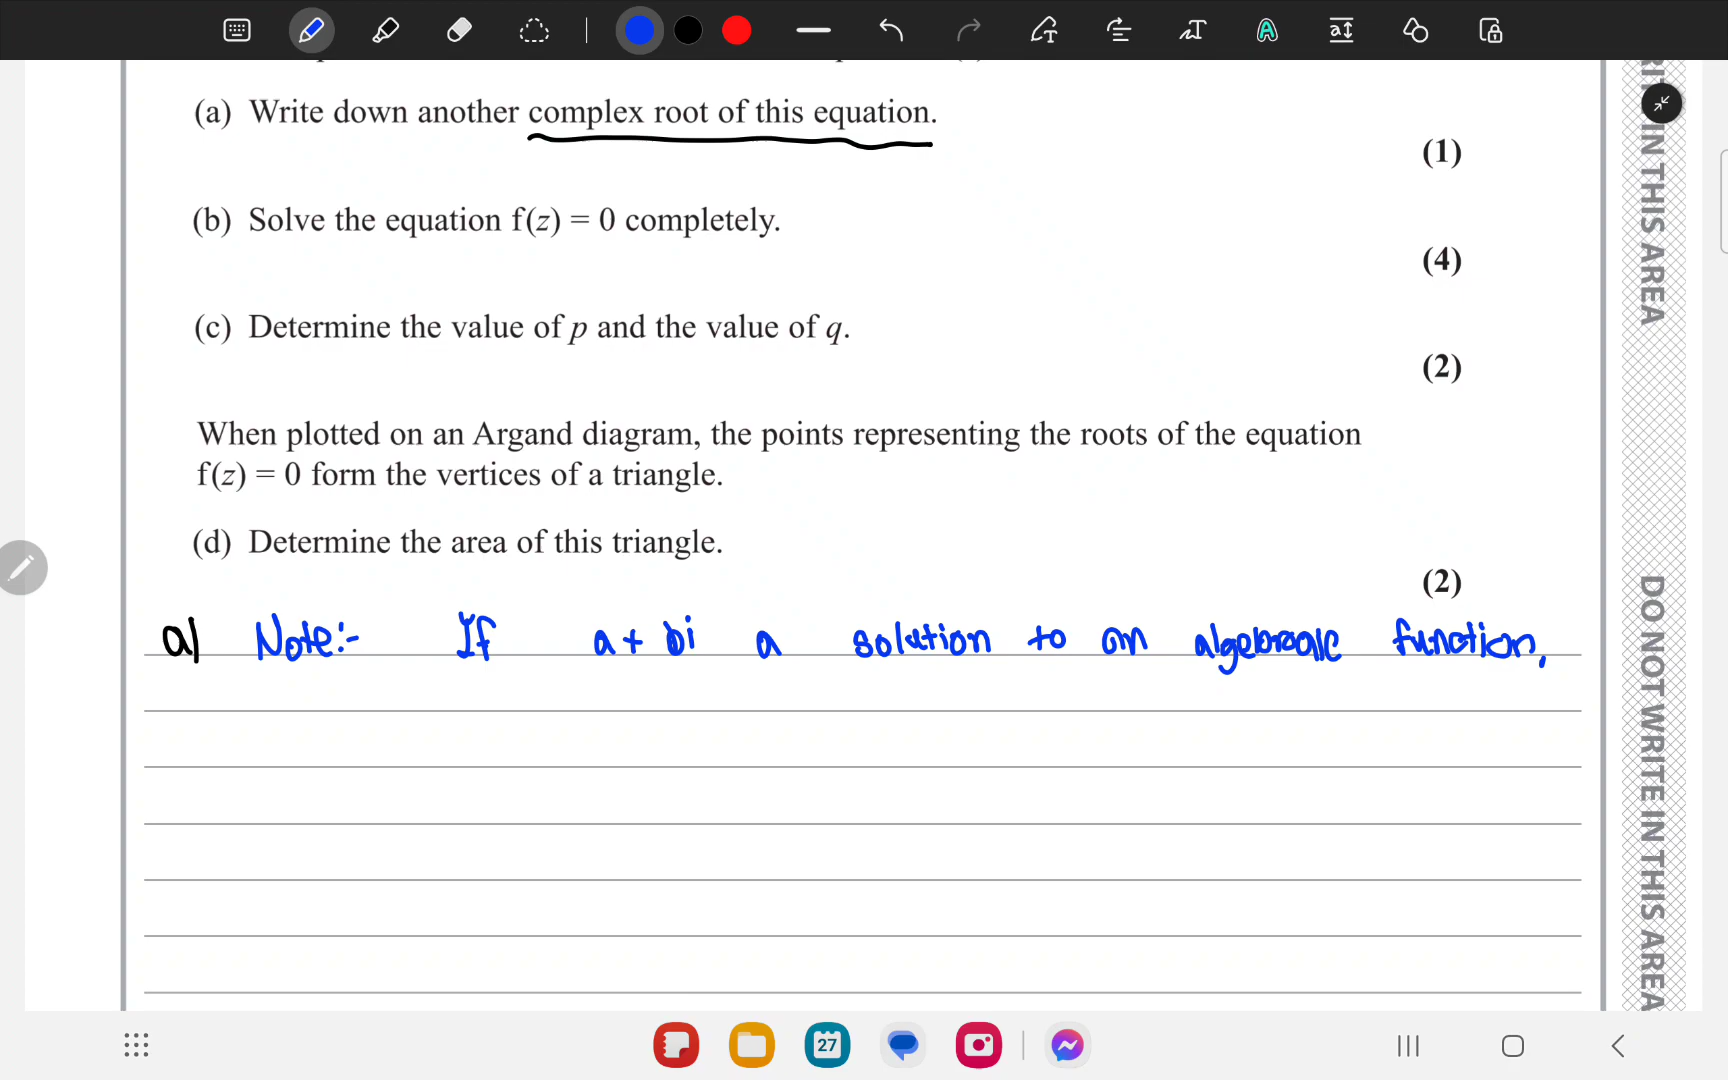 (a) Write down another complex root of this equation.
(1)
(b) Solve the equation f(z) = 0 completely.
(4)
(c) Determine the value of p and the value of q.
(2)
When plotted on an Argand diagram, the points representing the roots of the equation
f(z) = 0 form the vertices of a triangle.
(d) Determine the area of this triangle.
(2)
a) Note:- If a + bi a solution to an algebraic function,
IN THIS AREA
DO NOT WRITE IN THIS AREA
27